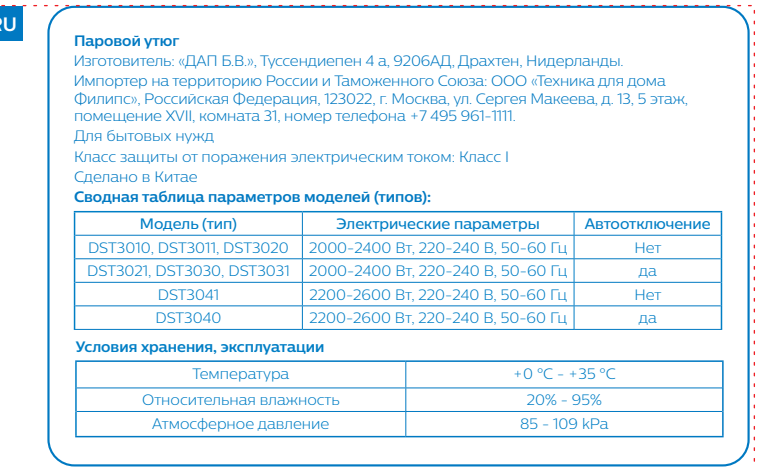 RU
Паровой утюг
Изготовитель: «ДАП Б.В.», Туссендиепен 4 а, 9206АД, Драхтен, Нидерланды.
Импортер на территорию России и Таможенного Союза: ООО «Техника для дома
Филипс», Российская Федерация, 123022, г. Москва, ул. Сергея Макеева, д. 13, 5 этаж,
помещение XVII, комната 31, номер телефона +7 495 961-1111.
Для бытовых нужд
Класс защиты от поражения электрическим током: Класс I
Сделано в Китае
Сводная таблица параметров моделей (типов):
Модель (тип) Электрические параметры Автоотключение
DST3010, DST3011, DST3020 2000-2400 Вт, 220-240 В, 50-60 Гц Нет
DST3021, DST3030, DST3031 2000-2400 Вт, 220-240 В, 50-60 Гц да
DST3041 2200-2600 Вт, 220-240 В, 50-60 Гц Нет
DST3040 2200-2600 Вт, 220-240 В, 50-60 Гц да
Условия хранения, эксплуатации
Температура +0 °C - +35 °C
Относительная влажность 20% - 95%
Атмосферное давление 85 - 109 kPa